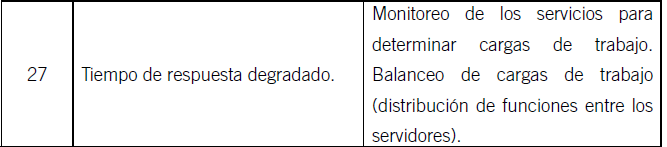 27
Tiempo de respuesta degradado.
Monitoreo de los servicios para
determinar cargas de trabajo.
Balanceo de cargas de trabajo
(distribución de funciones entre los
servidores).